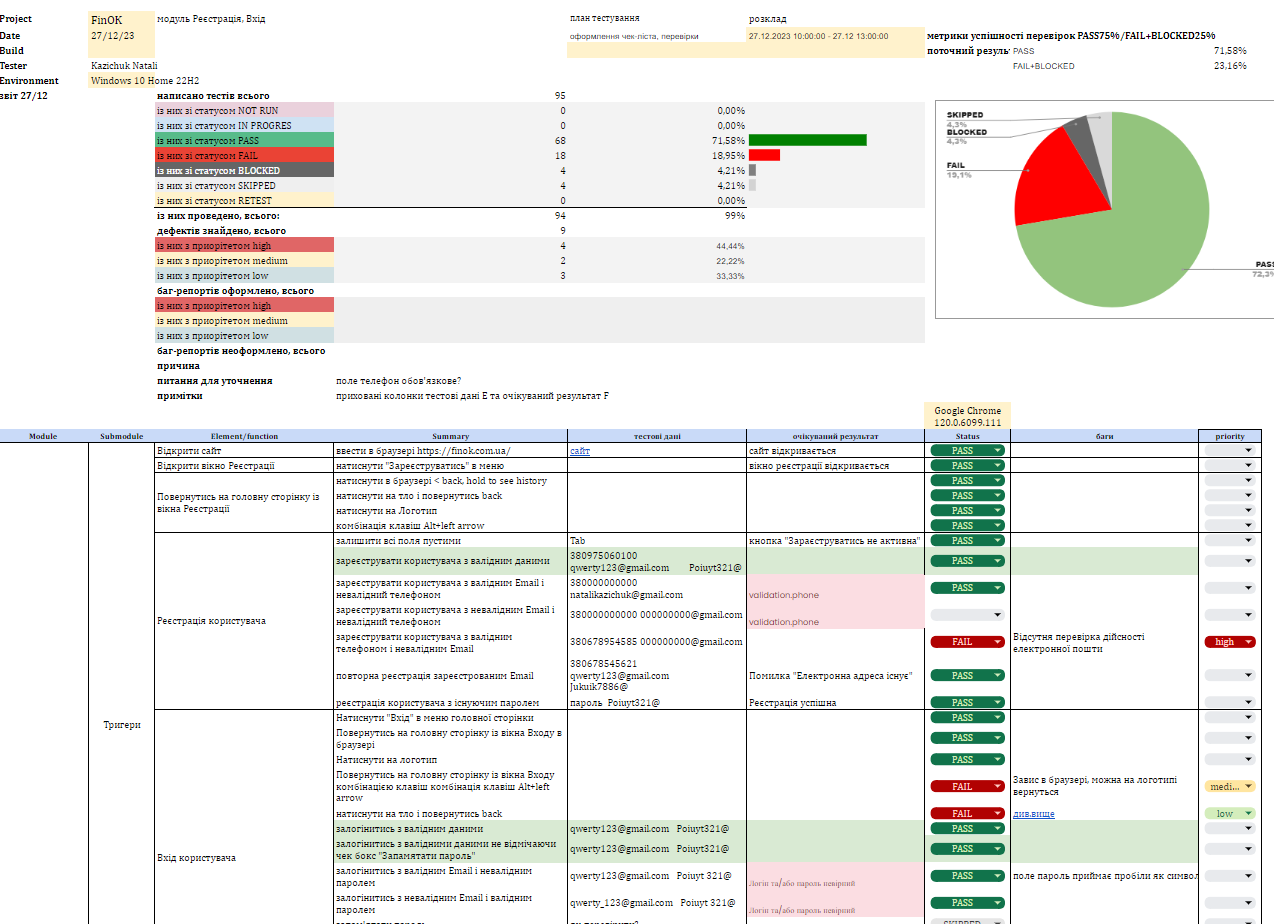 Project FinOK модуль Реєстрація, Вхід план тестування розклад
Date 27/12/23 оформлення чек-ліста, перевірки 27.12.2023 10:00:00 - 27.12 13:00:00 метрики успішності перевірок PASS75%/FAIL+BLOCKED25%
Build поточний резуль PASS 71,58%
Tester Kazichuk Natali FAIL+BLOCKED 23,16%
Environment Windows 10 Home 22H2
звіт 27/12 написано тестів всього 95
із них зі статусом NOT RUN 0 0,00%
із них зі статусом IN PROGRES 0 0,00%
із них зі статусом PASS 68 71,58%
із них зі статусом FAIL 18 18,95%
із них зі статусом BLOCKED 4 4,21%
із них зі статусом SKIPPED 4 4,21%
із них зі статусом RETEST 0 0,00%
із них проведено, всього: 94 99%
дефектів знайдено, всього 9
із них з приорітетом high 4 44,44%
із них з приорітетом medium 2 22,22%
із них з приорітетом low 3 33,33%
баг-репортів оформлено, всього
із них з приорітетом high
із них з приорітетом medium
із них з приорітетом low
баг-репортів неоформлено, всього
причина
питання для уточнення поле телефон обов'язкове?
примітки приховані колонки тестові дані E та очікуваний результат F
SKIPPED
4,3%
BLOCKED
4,3%
FAIL
19,1%
PASS
72,3%
Google Chrome
120.0.6099.111
Module Submodule Element/function Summary тестові дані очікуваний результат Status баги priority
Тригери
Відкрити сайт ввести в браузері https://finok.com.ua/ сайт сайт відкривається PASS
Відкрити вікно Реєстрації натиснути "Зареєструватись" в меню вікно реєстрації відкривається PASS
Повернутись на головну сторінку із
вікна Реєстрації
натиснути в браузері < back, hold to see history PASS
натиснути на тло і повернутись back PASS
натиснути на Логотип PASS
комбінація клавіш Alt+left arrow PASS
Реєстрація користувача
залишити всі поля пустими Tab кнопка "Зараєструватись не активна" PASS
зареєструвати користувача з валідним даними
380975060100
qwerty123@gmail.com Poiuyt321@
PASS
зареєструвати користувача з валідним Email і
невалідний телефоном
380000000000
natalikazichuk@gmail.com
validation.phone
PASS
зареєструвати користувача з невалідним Email і
невалідний телефоном
380000000000 000000000@gmail.com
validation.phone
зареєструвати користувача з валідним
телефоном і невалідним Email
380678954585 000000000@gmail.com
FAIL
Відсутня перевірка дійсності
електронної пошти
high
повторна реєстрація зареєстрованим Email
380678545621
qwerty123@gmail.com
Jukuik7886@
Помилка "Електронна адреса існує" PASS
реєстрація користувача з існуючим паролем пароль Poiuyt321@ Реєстрація успішна PASS
Вхід користувача
Натиснути "Вхід" в меню головної сторінки PASS
Повернутись на головну сторінку із вікна Входу в
браузері
PASS
Натиснути на логотип PASS
Повернутись на головну сторінку із вікна Входу
комбінацією клавіш комбінація клавіш Alt+left
arrow
FAIL
Завис в браузері, можна на логотипі
вернуться
medi...
натиснути на тло і повернутись back FAIL див.вище low
залогінитись з валідним даними qwerty123@gmail.com Poiuyt321@ PASS
залогінитись з валідними даними не відмічаючи
чек бокс "Запамятати пароль"
qwerty123@gmail.com Poiuyt321@ PASS
залогінитись з валідним Email і невалідним
паролем
qwerty123@gmail.com Poiuyt 321@
Логін та/або пароль невірний
PASS
поле пароль приймає пробіли як символ
залогінитись з невалідним Email і валідним
паролем
qwerty_123@gmail.com Poiuyt 321@
Логін та/або пароль невірний
PASS
SKIPPED